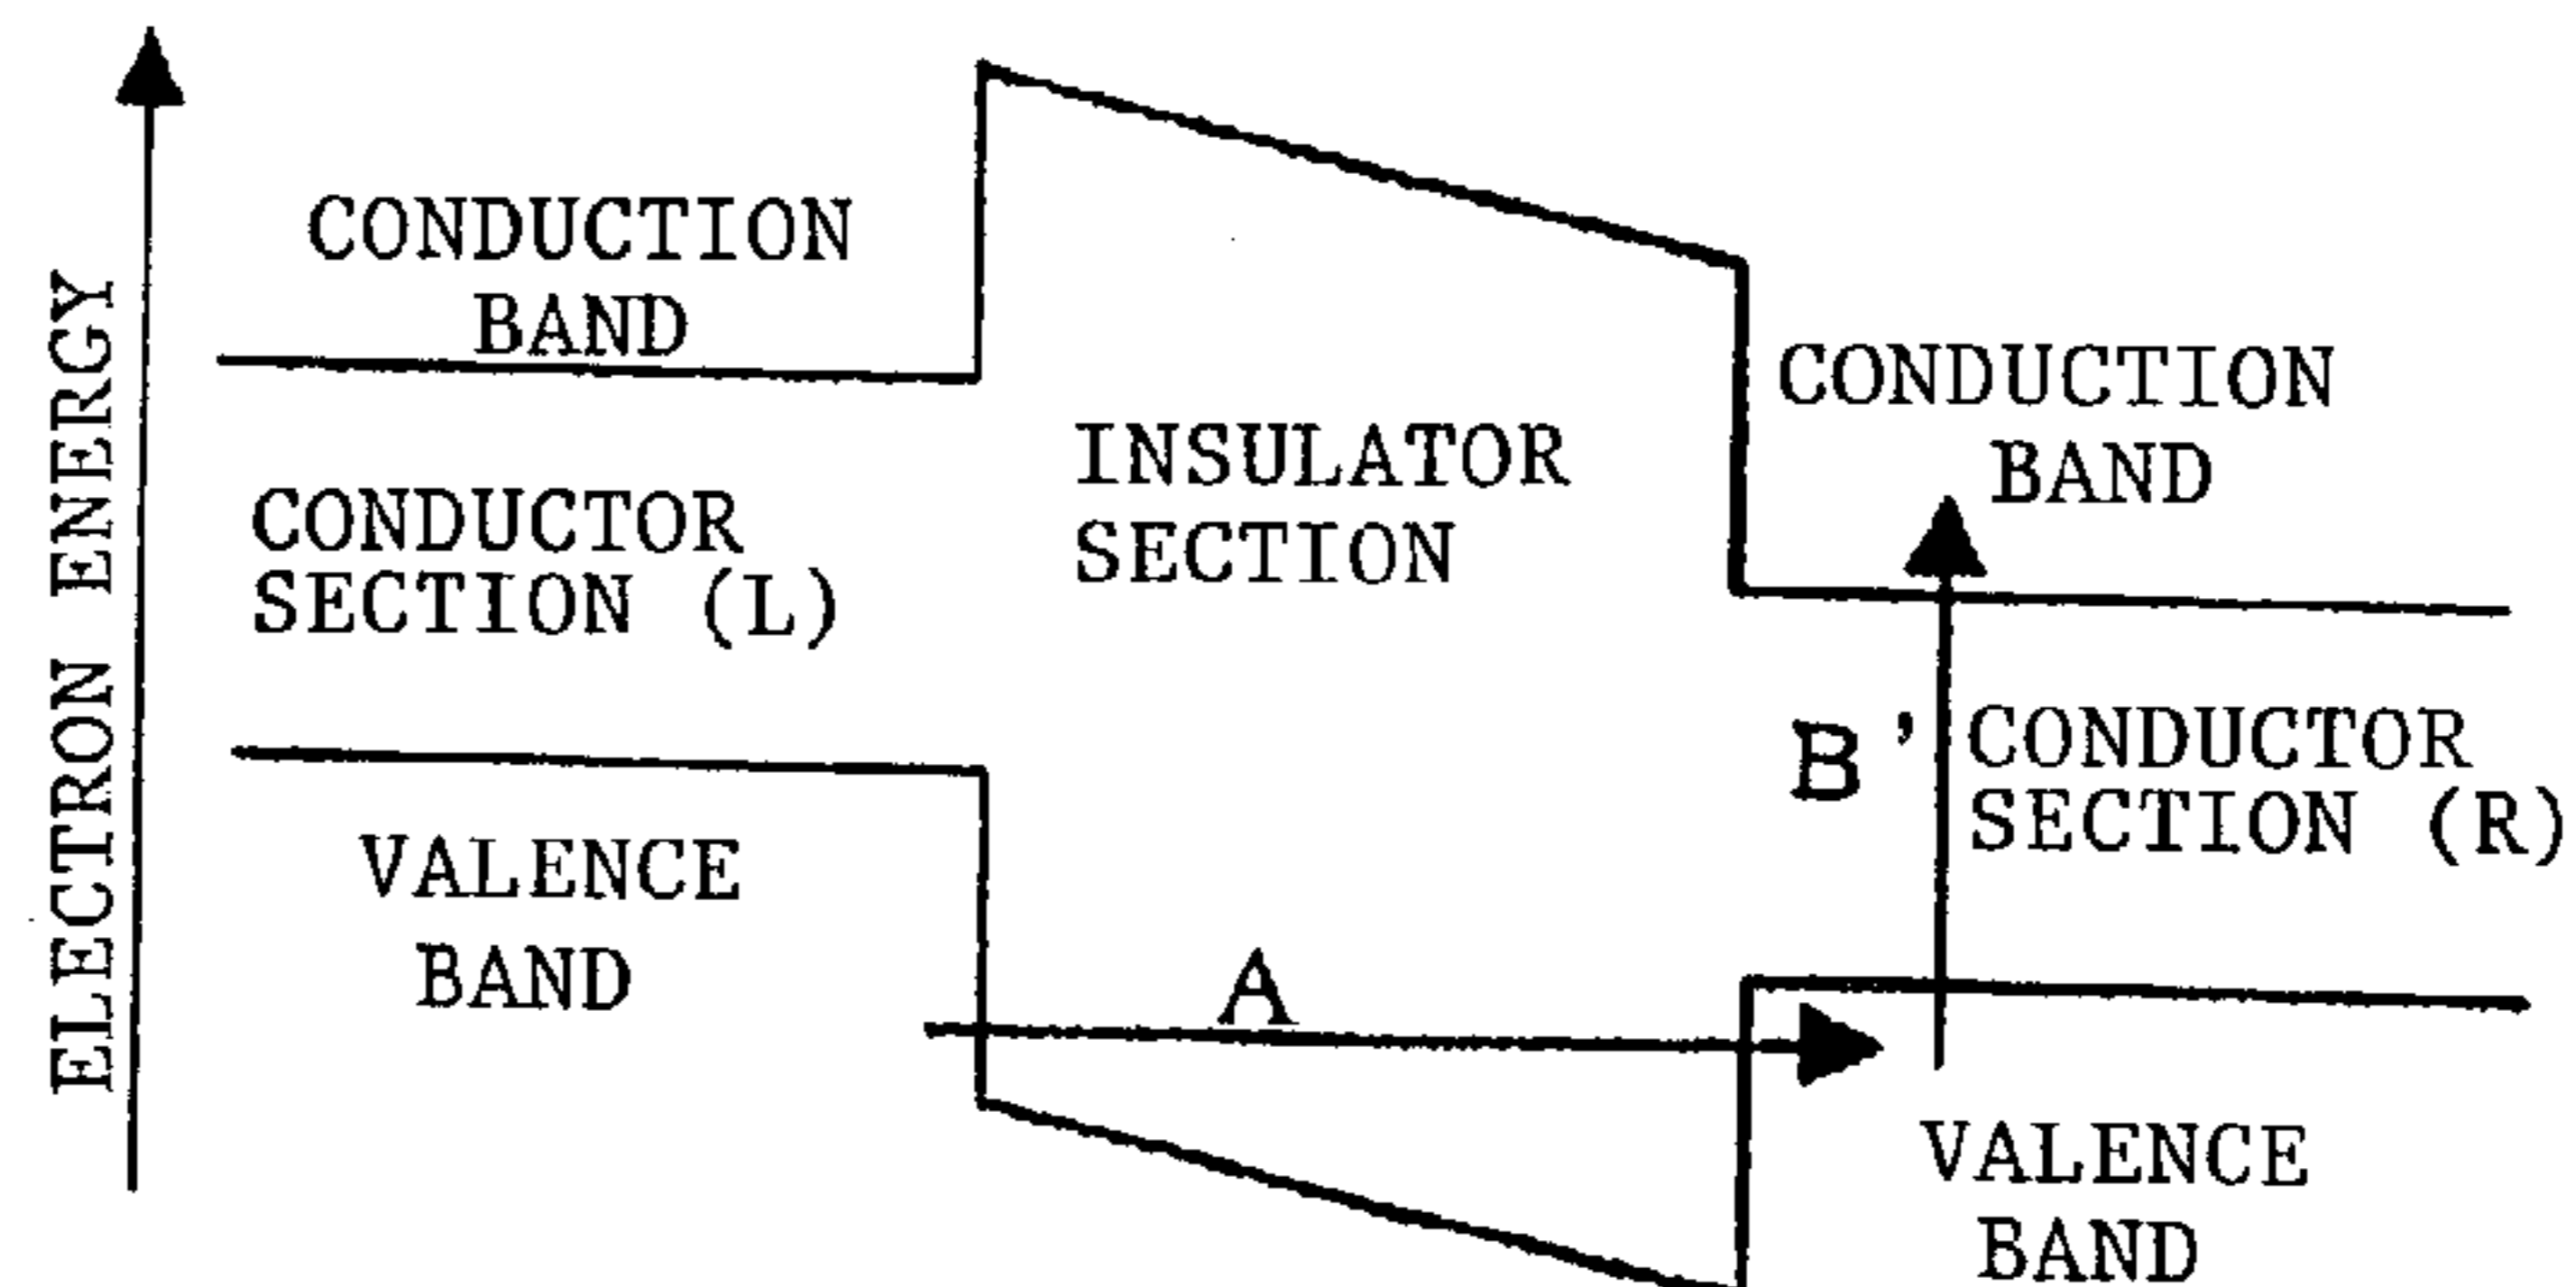 ELECTRON ENERGY
CONDUCTION
BAND
CONDUCTOR
SECTION (L)
VALENCE
BAND
INSULATOR
SECTION
A
CONDUCTION
BAND
B'
CONDUCTOR
SECTION (R)
VALENCE
BAND